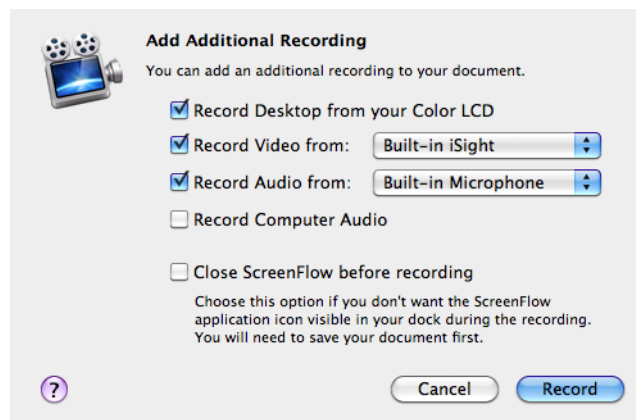 Add Additional Recording
You can add an additional recording to your document.
Record Desktop from your Color LCD
Record Video from: Built-in iSight
Record Audio from: Built-in Microphone
Record Computer Audio
Close ScreenFlow before recording
Choose this option if you don't want the ScreenFlow
application icon visible in your dock during the recording.
You will need to save your document first.
? Cancel Record